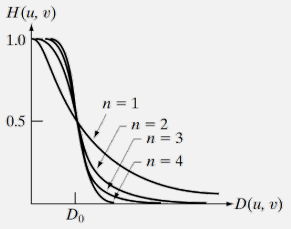 H(u, v)
1.0
n = 1
0.5
n = 2
n = 3
n = 4
D(u, v)
D₀